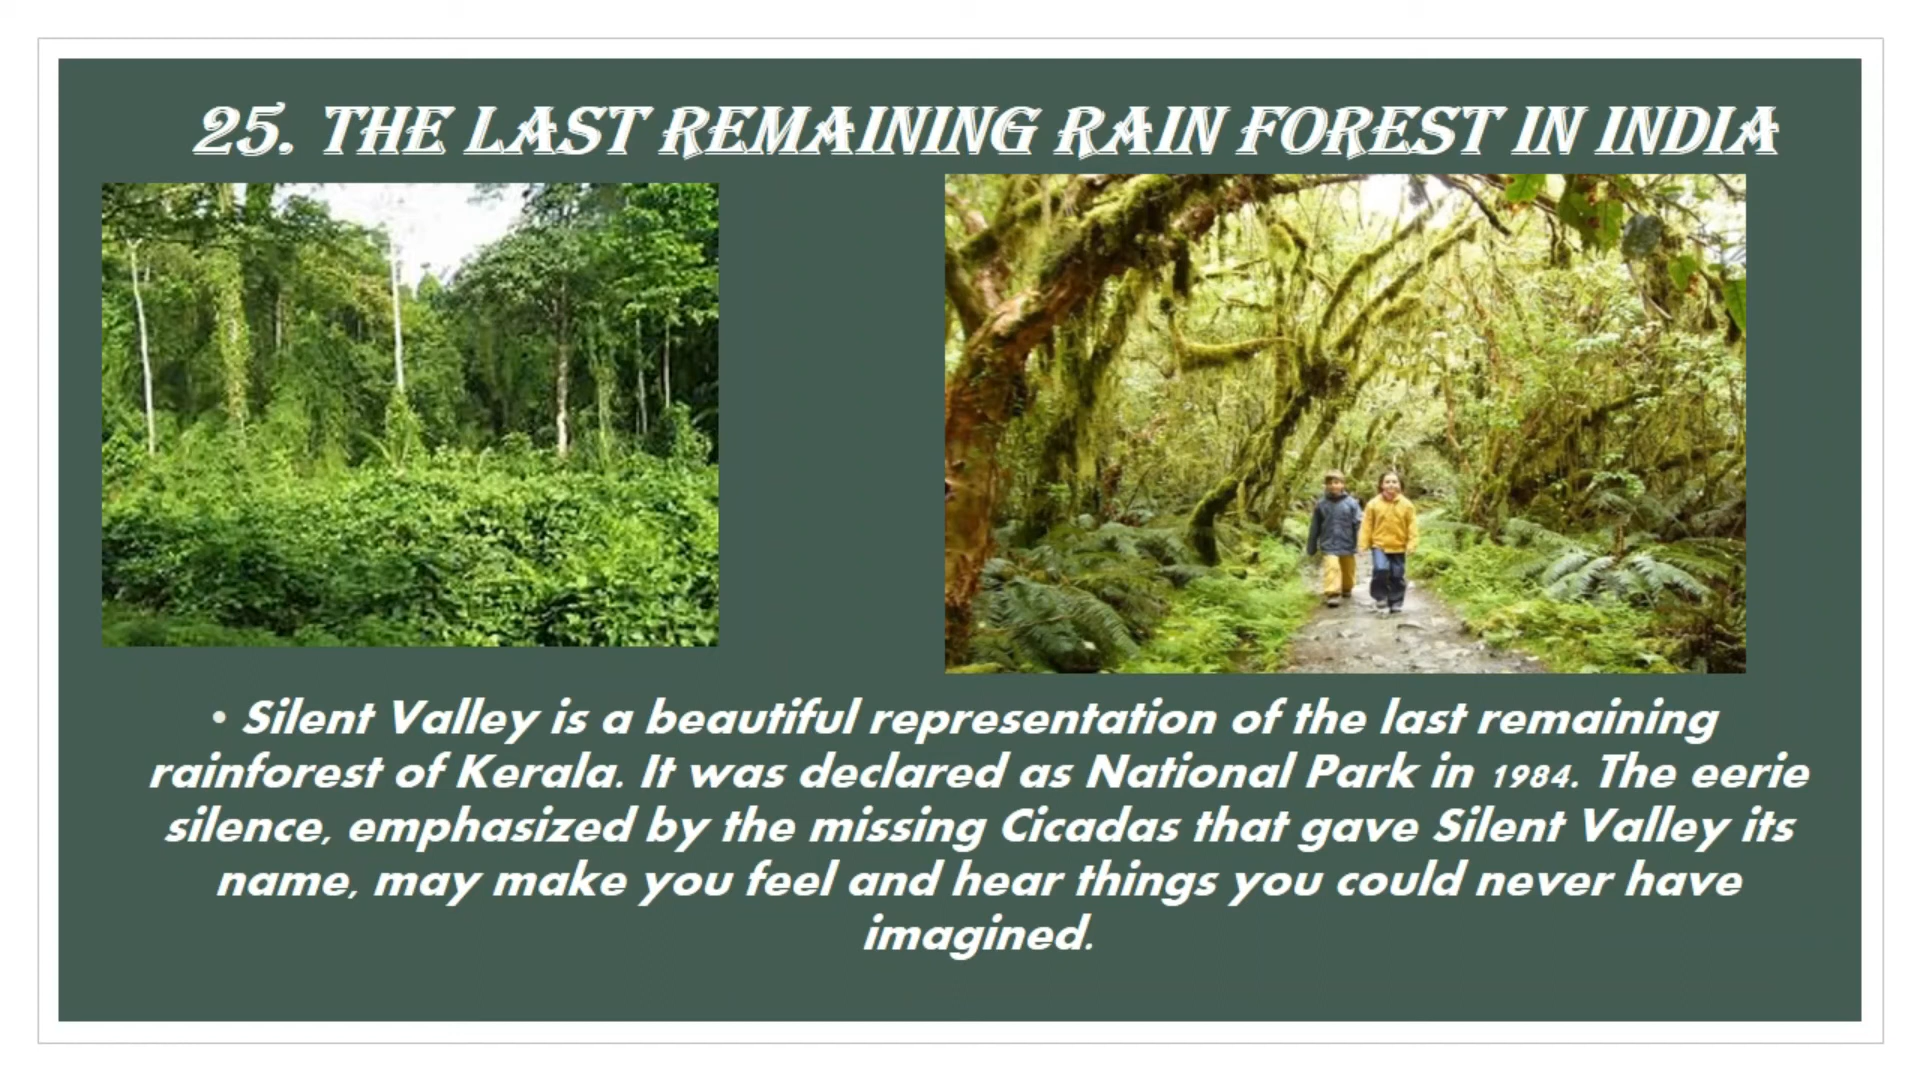 25. THE LAST REMAINING RAIN FOREST IN INDIA
• Silent Valley is a beautiful representation of the last remaining
rainforest of Kerala. It was declared as National Park in 1984. The eerie
silence, emphasized by the missing Cicadas that gave Silent Valley its
name, may make you feel and hear things you could never have
imagined.